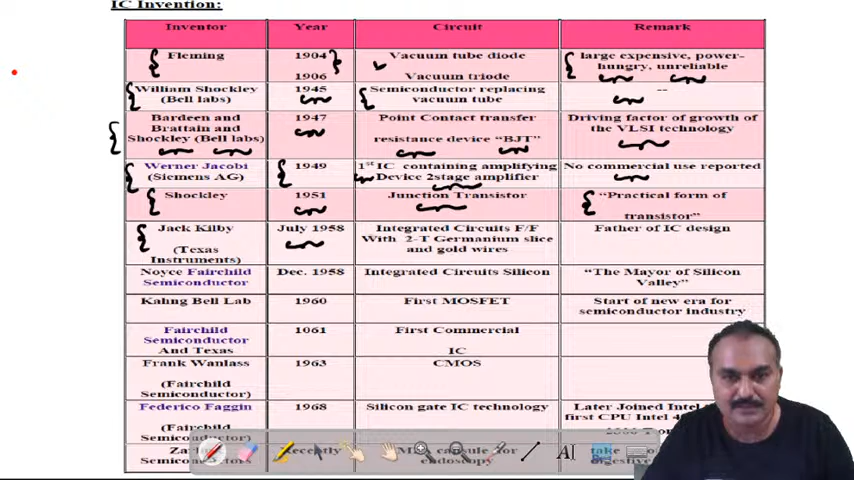 IC Invention:
Inventor Year Circuit Remark
Fleming 1904 Vacuum tube diode large expensive, power-
1906 Vacuum triode hungry, unreliable
William Shockley 1945 Semiconductor replacing --
(Bell labs) vacuum tube
Bardeen and 1947 Point Contact transfer Driving factor of growth of
Brattain and the VLSI technology
Shockley (Bell labs) resistance device “BJT”
Werner Jacobi 1949 1st IC containing amplifying No commercial use reported
(Siemens AG) Device 2stage amplifier
Shockley 1951 Junction Transistor “Practical form of
transistor”
Jack Kilby July 1958 Integrated Circuits F/F Father of IC design
(Texas With 2-T Germanium slice
Instruments) and gold wires
Noyce Fairchild Dec. 1958 Integrated Circuits Silicon “The Mayor of Silicon
Semiconductor Valley”
Kahng Bell Lab 1960 First MOSFET Start of new era for
semiconductor industry
Fairchild 1061 First Commercial
Semiconductor
And Texas IC
Frank Wanlass 1963 CMOS
(Fairchild
Semiconductor)
Federico Faggin 1968 Silicon gate IC technology Later Joined Intel
(Fairchild first CPU Intel
Recently for
endoscopy